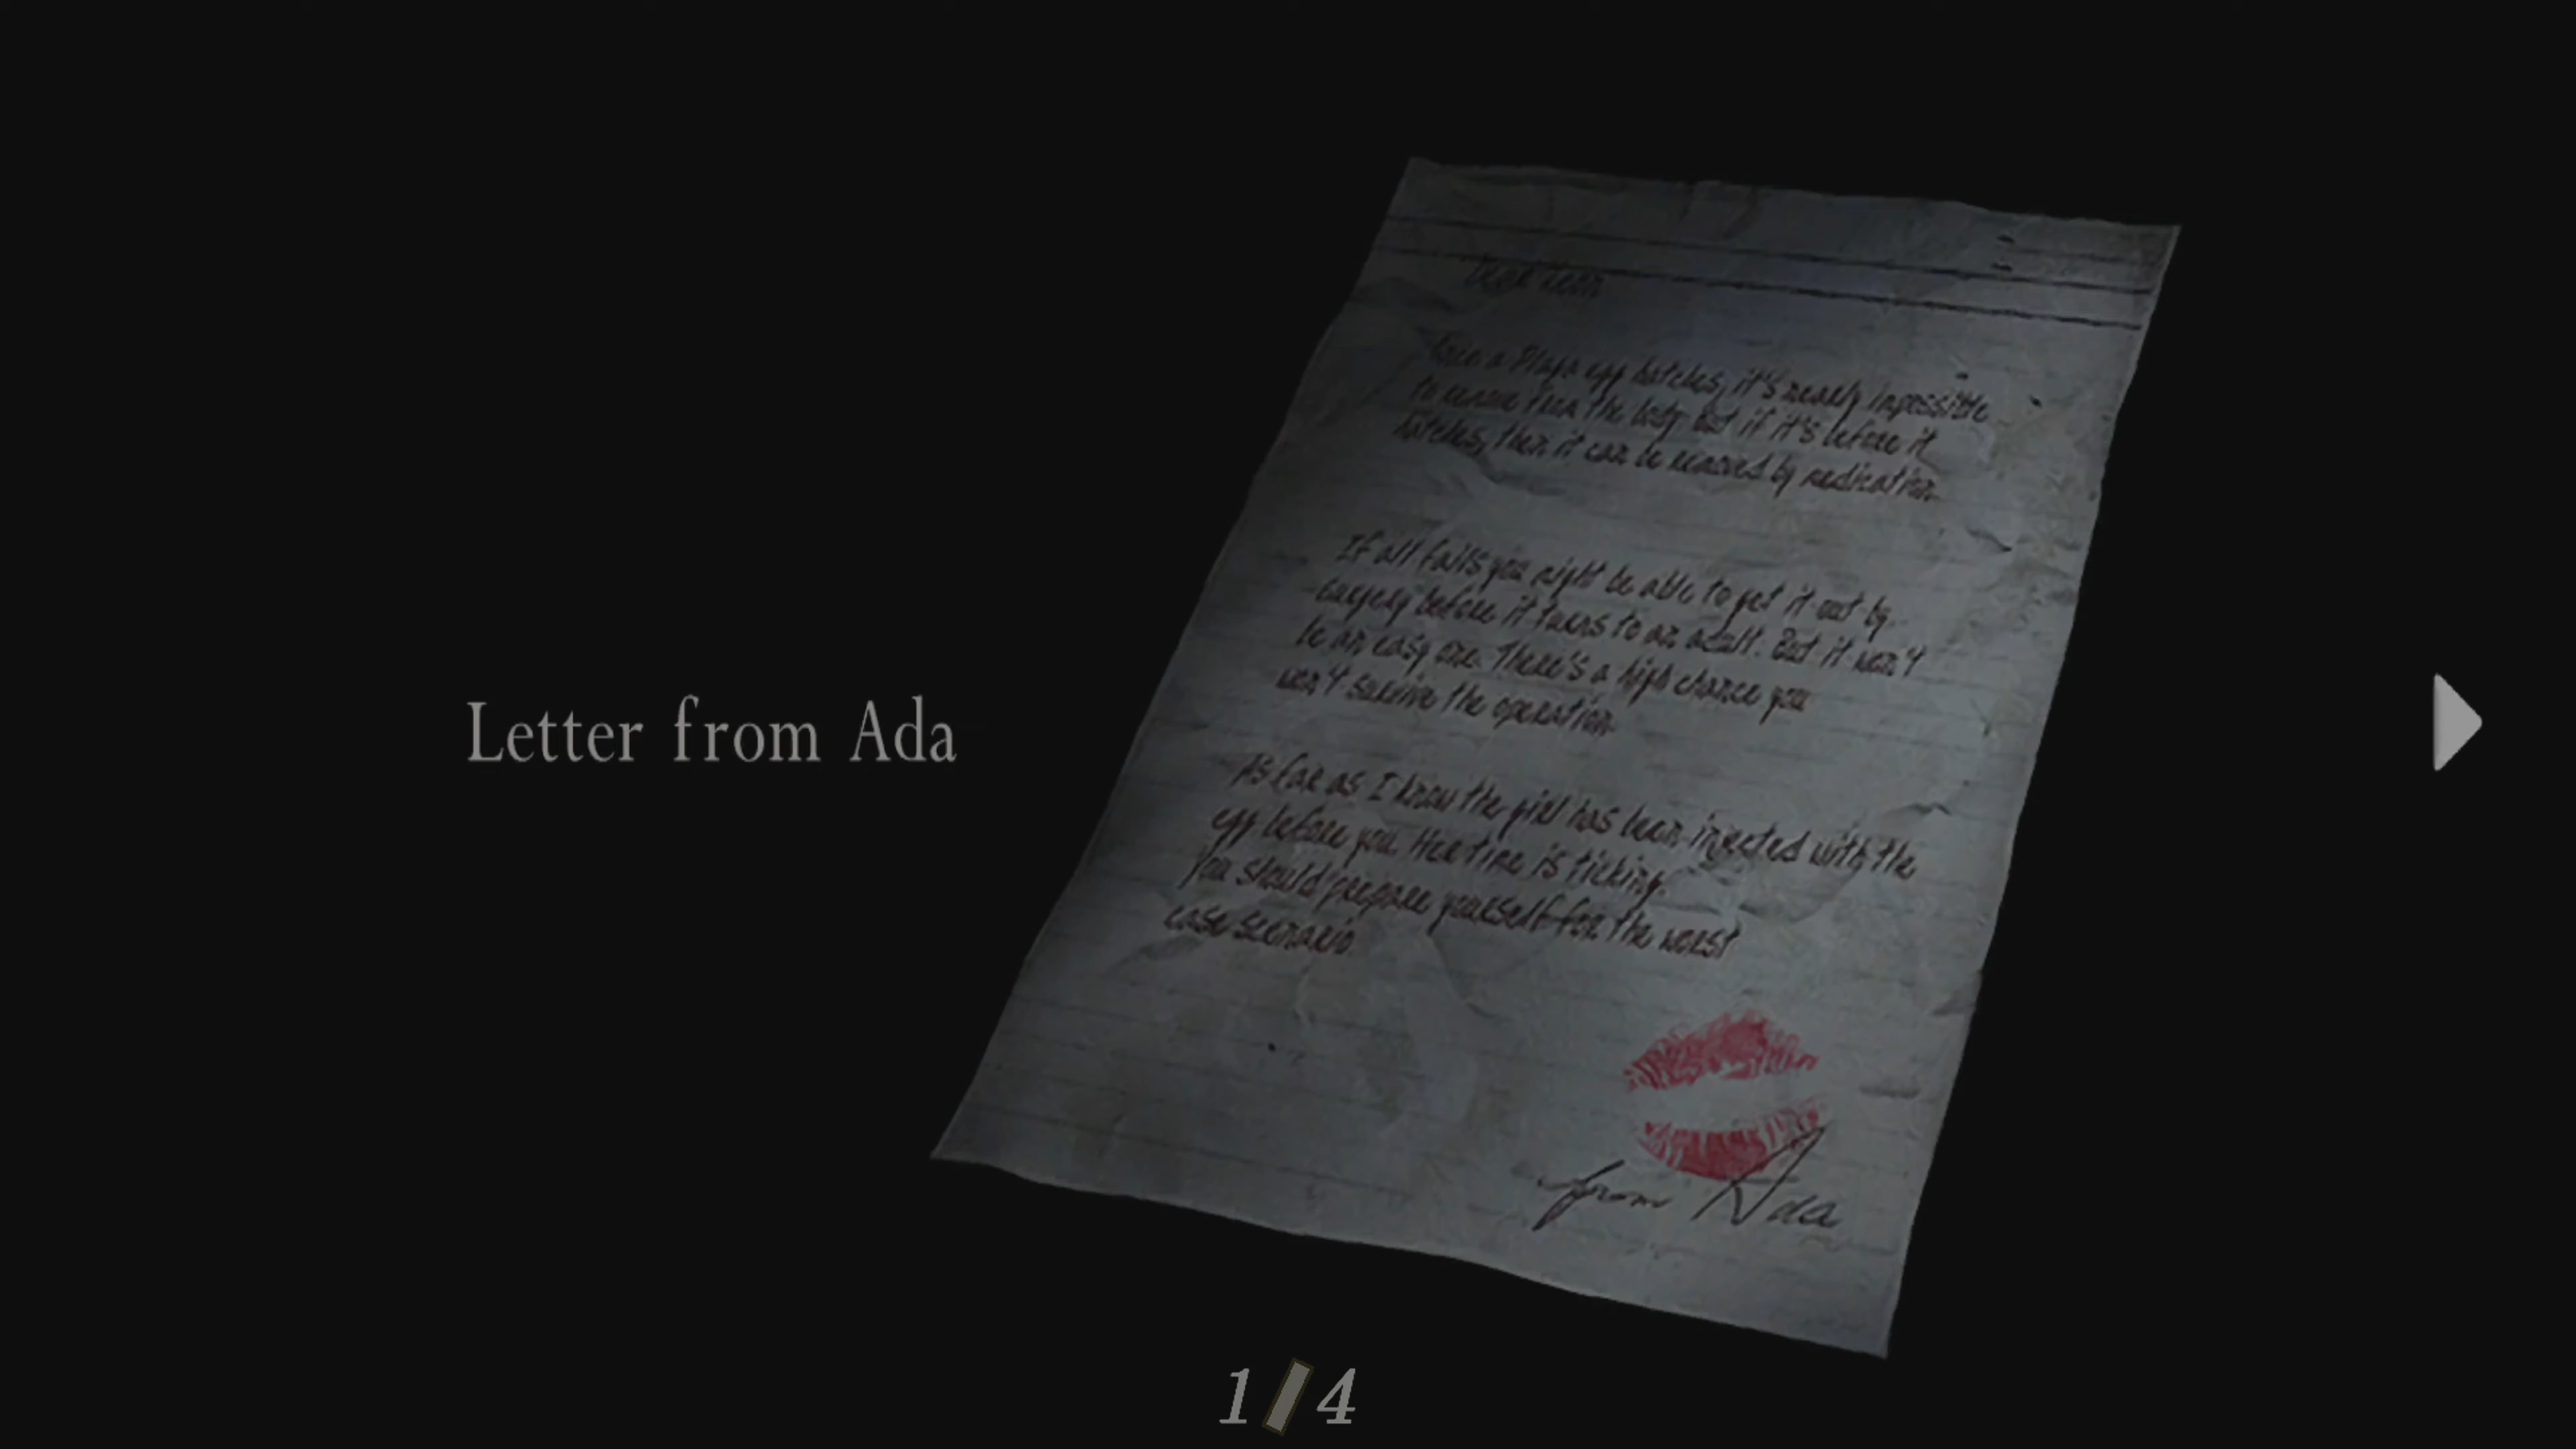 Dear Leon
Once a Plaga egg hatches, it's nearly impossible
to remove from the body. But if it's before it
hatches, then it can be removed by medication.
If all fails you might be able to get it out by
surgery before it turns to an adult. But it won't
be an easy one. There's a high chance you
won't survive the operation.
As far as I know the girl has been injected with the
egg before you. Her time is ticking.
You should prepare yourself for the worst
case scenario.
from Ada
Letter from Ada
1/4